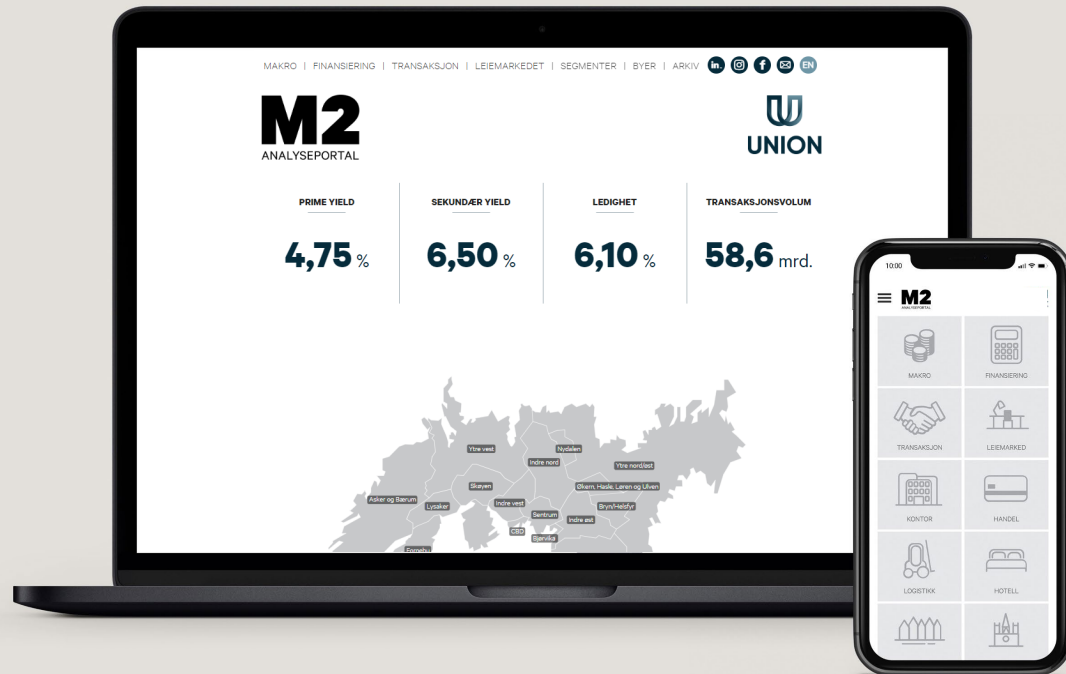 MAKRO | FINANSIERING | TRANSAKSJON | LEIEMARKEDET | SEGMENTER | BYER | ARKIV in. f EN
M2
ANALYSEPORTAL
UNION
PRIME YIELD
SEKUNDÆR YIELD
LEDIGHET
TRANSAKSJONSVOLUM
4,75 %
6,50 %
6,10 %
58,6 mrd.
Ytre vest
Nydalen
Indre nord
Ytre nord/øst
Skøyen
Økern, Hasle, Løren og Ulven
Asker og Bærum
Lysaker
Indre vest
Bryn/Helsfyr
Sentrum
Indre øst
CBD
Bjørvika
Fornebu
10:00
M2
ANALYSEPORTAL
MAKRO
FINANSIERING
TRANSAKSJON
LEIEMARKED
KONTOR
HANDEL
LOGISTIKK
HOTELL